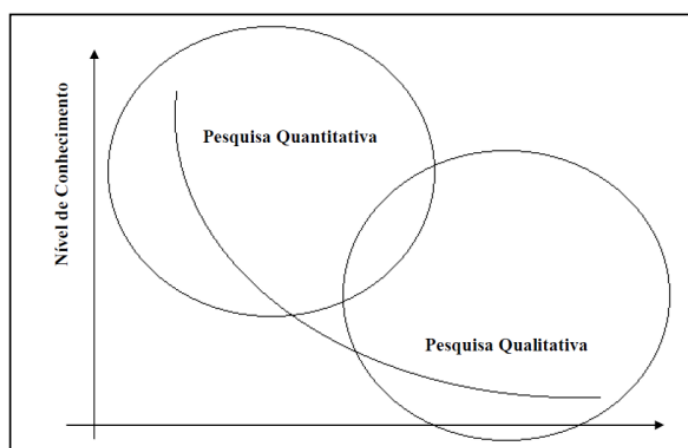 Nível de Conhecimento
Pesquisa Quantitativa
Pesquisa Qualitativa